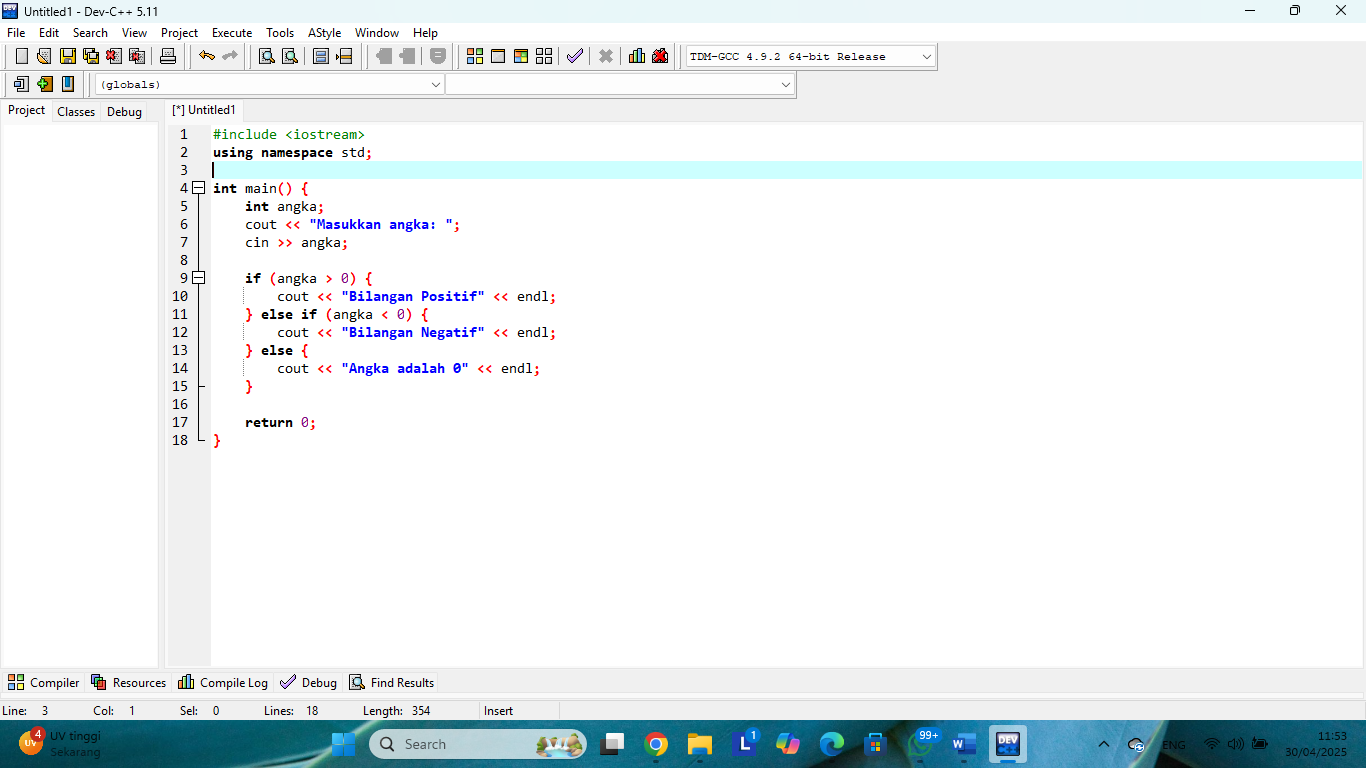 Untitled1 - Dev-C++ 5.11
File Edit Search View Project Execute Tools AStyle Window Help
TDM-GCC 4.9.2 64-bit Release
(globals)
Project Classes Debug
[*] Untitled1
1 #include <iostream>
2 using namespace std;
3
4 int main() {
5 int angka;
6 cout << "Masukkan angka: ";
7 cin >> angka;
8
9 if (angka > 0) {
10 cout << "Bilangan Positif" << endl;
11 } else if (angka < 0) {
12 cout << "Bilangan Negatif" << endl;
13 } else {
14 cout << "Angka adalah 0" << endl;
15 }
16
17 return 0;
18 }
Compiler Resources Compile Log Debug Find Results
Line: 3 Col: 1 Sel: 0 Lines: 18 Length: 354 Insert
UV 4 UV tinggi
Sekarang
Search
L 1
99+
W
DEV
ENG
11:53
30/04/2025